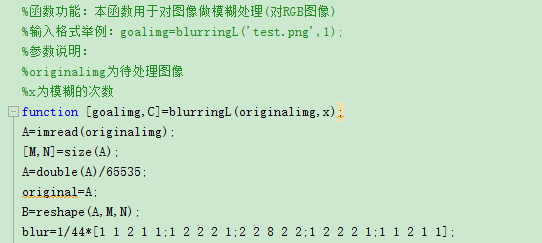 %函数功能：本函数用于对图像做模糊处理(对RGB图像)
%输入格式举例：goalimg=blurringL('test.png',1);
%参数说明：
%originalimg为待处理图像
%x为模糊的次数
function [goalimg,C]=blurringL(originalimg,x);
A=imread(originalimg);
[M,N]=size(A);
A=double(A)/65535;
original=A;
B=reshape(A,M,N);
blur=1/44*[1 1 2 1 1;1 2 2 2 1;2 2 8 2 2;1 2 2 2 1;1 1 2 1 1];